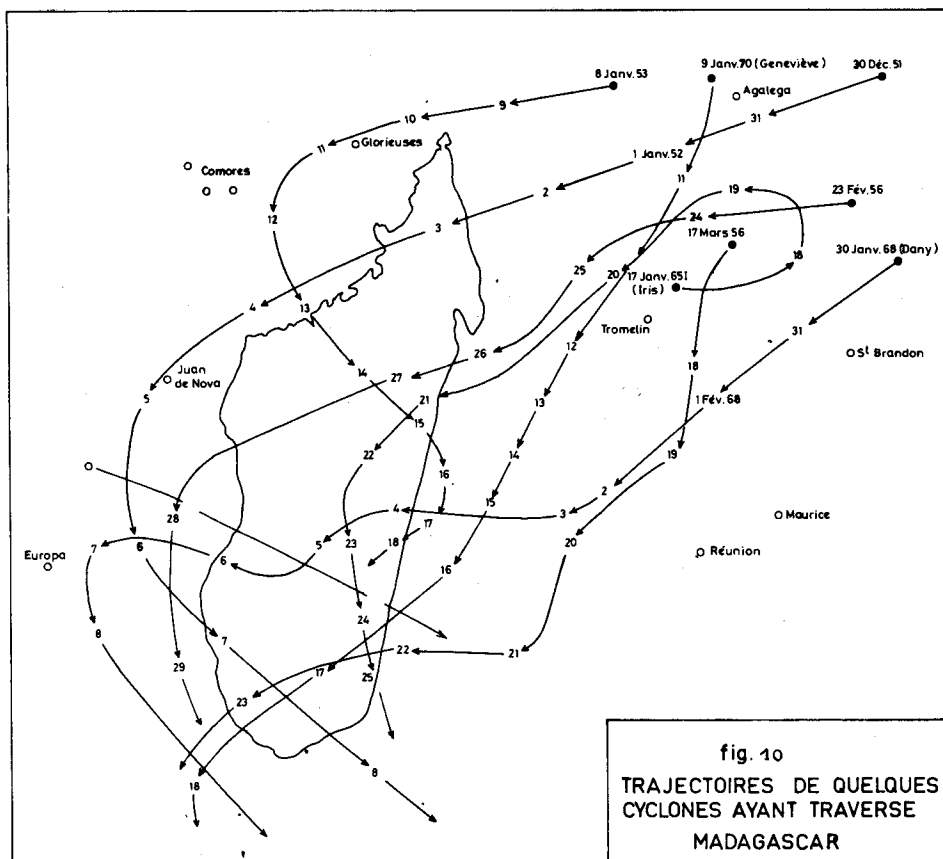 8 Janv. 53
9 Janv. 70 (Geneviève)
30 Déc. 51
Agalega
31
9
10
11
Glorieuses
1 Janv. 52
Comores
11
2
19
23 Fév. 56
12
3
24
17 Mars 56
30 Janv. 68 (Dany)
18
25
20
17 Janv. 651
(Iris)
4
13
Tromelin
31
12
26
St Brandon
18
14
27
Juan
de Nova
5
21
13
1 Fév. 68
15
22
14
19
16
2
15
28
4
17
3
Maurice
23
18
5
20
7
6
Réunion
Europa
6
16
24
8
7
22
21
29
17
25
23
8
18
fig. 10
TRAJECTOIRES DE QUELQUES
CYCLONES AYANT TRAVERSE
MADAGASCAR